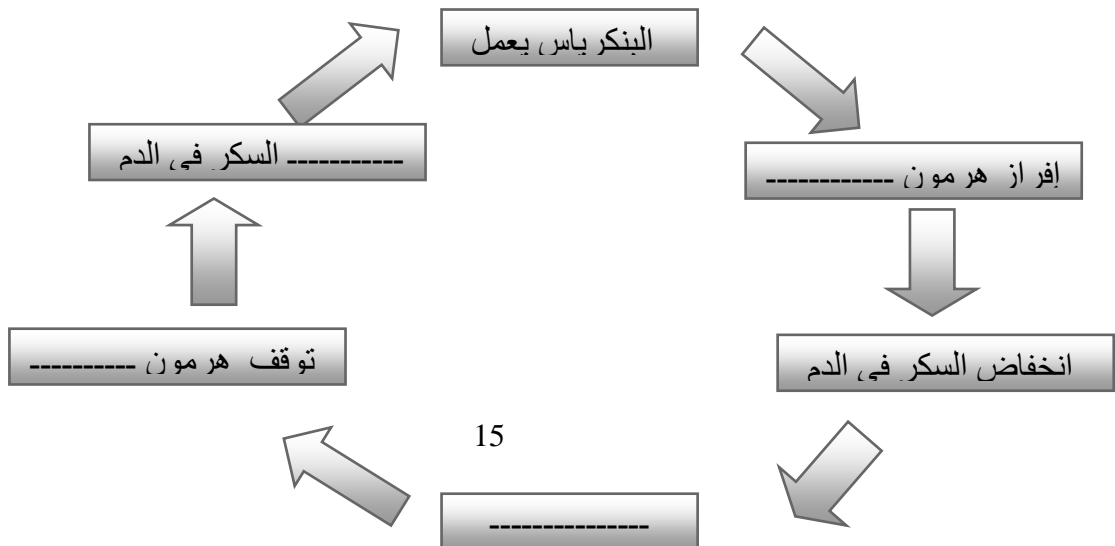 البنكرياس يعمل
إفراز هرمون ------------
انخفاض السكر في الدم
---------------
توقف هرمون ----------
----------- السكر في الدم
15